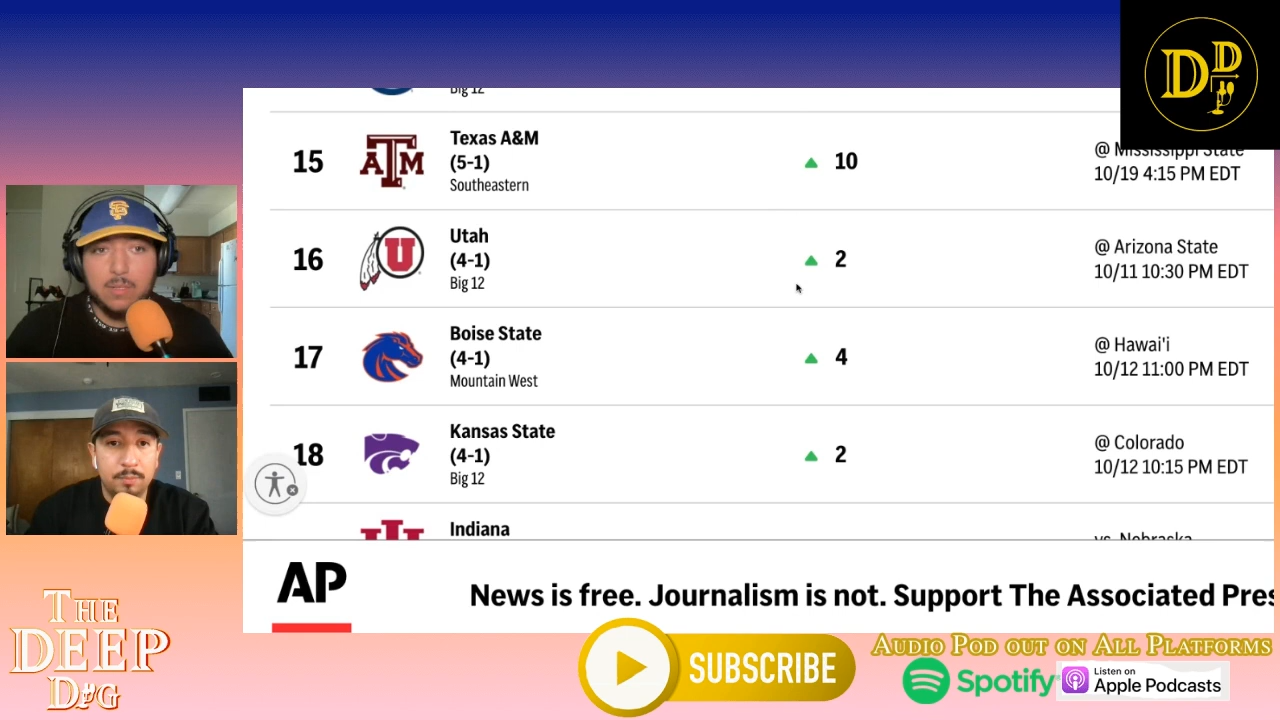 DD
Big 12
15
ATM
Texas A&M
(5-1)
Southeastern
10
@ Mississippi State
10/19 4:15 PM EDT
16
U
Utah
(4-1)
Big 12
2
@ Arizona State
10/11 10:30 PM EDT
17
Boise State
(4-1)
Mountain West
4
@ Hawai'i
10/12 11:00 PM EDT
18
Kansas State
(4-1)
Big 12
2
@ Colorado
10/12 10:15 PM EDT
Indiana
vs. Nebraska
AP
News is free. Journalism is not. Support The Associated Pres
THE
DEEP
DIG
SUBSCRIBE
AUDIO POD OUT ON ALL PLATFORMS
Spotify
Listen on
Apple Podcasts
SF